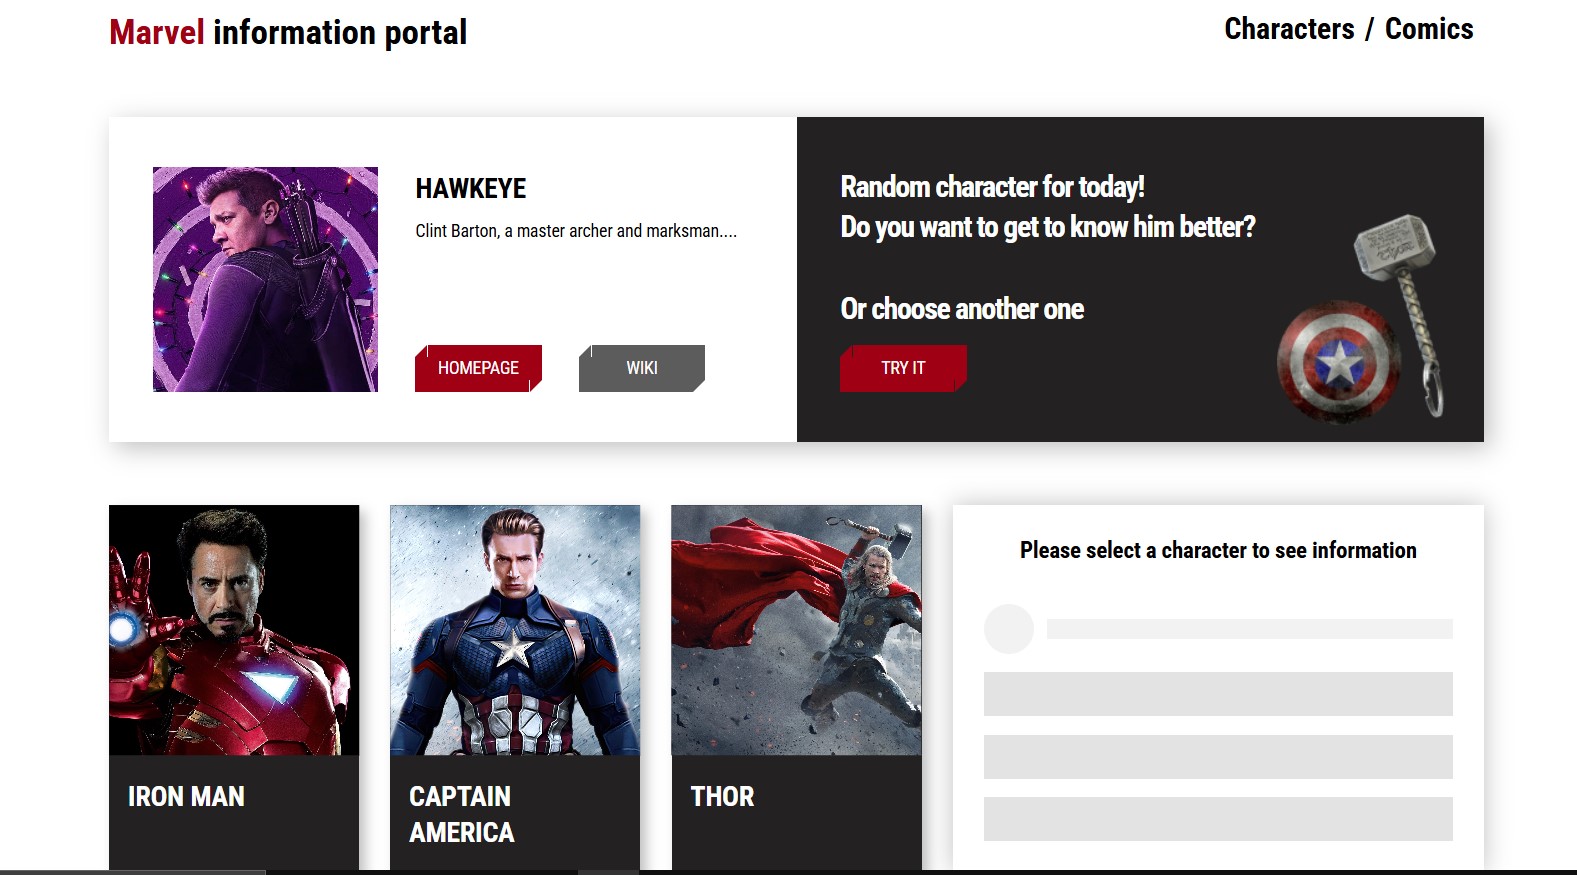 Marvel information portal
Characters / Comics
HAWKEYE
Clint Barton, a master archer and marksman....
HOMEPAGE
WIKI
Random character for today!
Do you want to get to know him better?
Or choose another one
TRY IT
IRON MAN
CAPTAIN
AMERICA
THOR
Please select a character to see information